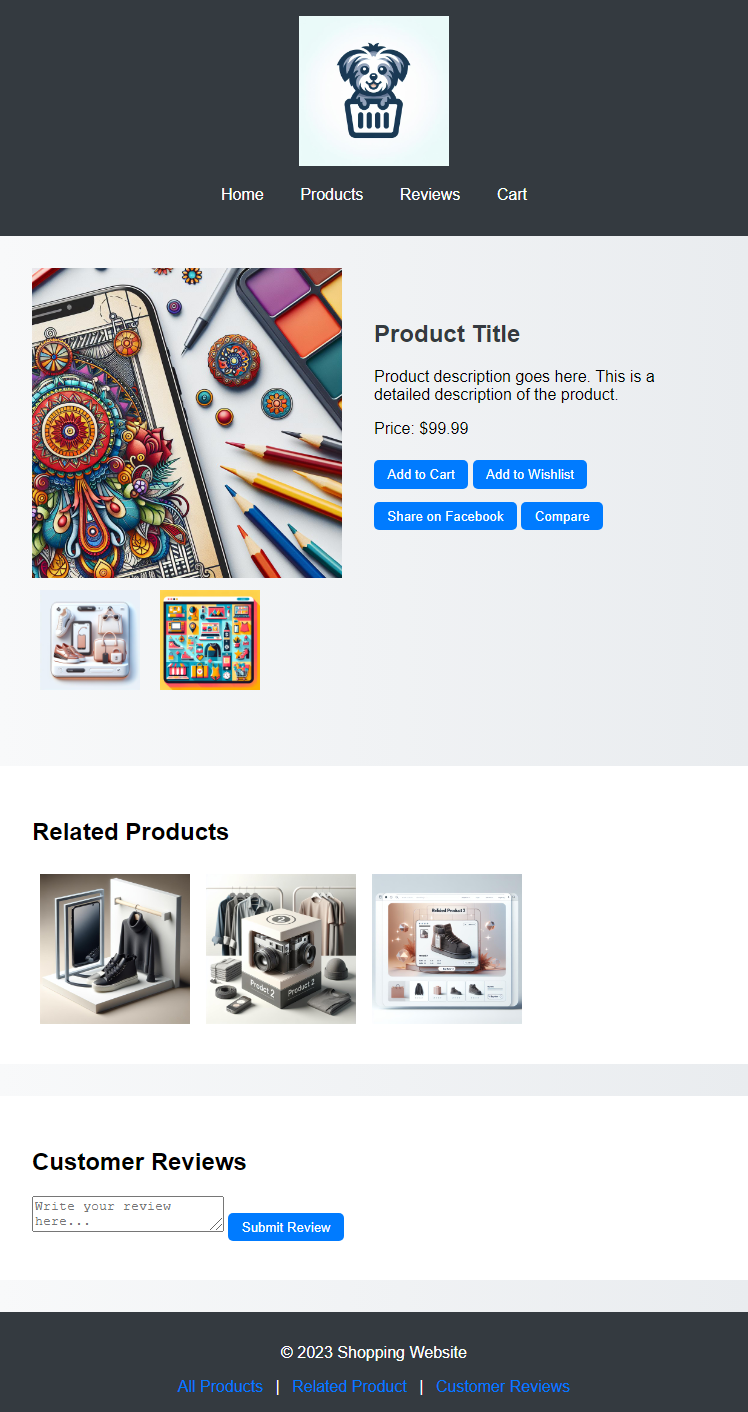 Home Products Reviews Cart
Product Title
Product description goes here. This is a
detailed description of the product.
Price: $99.99
Add to Cart Add to Wishlist
Share on Facebook Compare
Related Products
2
Product 2
Related Product 3
Customer Reviews
Write your review
here...
Submit Review
© 2023 Shopping Website
All Products | Related Product | Customer Reviews